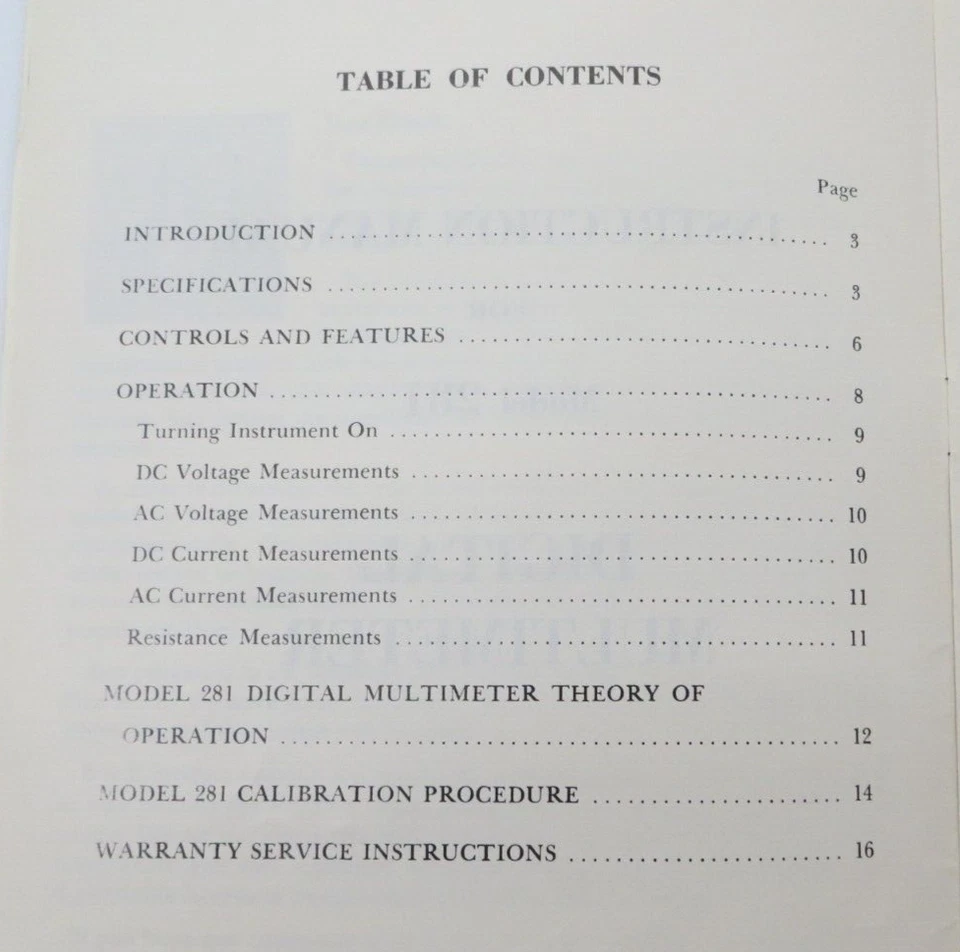 TABLE OF CONTENTS
Page
INTRODUCTION ........................................ 3
SPECIFICATIONS ........................................ 3
CONTROLS AND FEATURES .............................. 6
OPERATION ............................................. 8
Turning Instrument On .................................... 9
DC Voltage Measurements .................................. 9
AC Voltage Measurements .................................. 10
DC Current Measurements .................................. 10
AC Current Measurements .................................. 11
Resistance Measurements ................................... 11
MODEL 281 DIGITAL MULTIMETER THEORY OF
OPERATION ........................................ 12
MODEL 281 CALIBRATION PROCEDURE .................. 14
WARRANTY SERVICE INSTRUCTIONS .................... 16